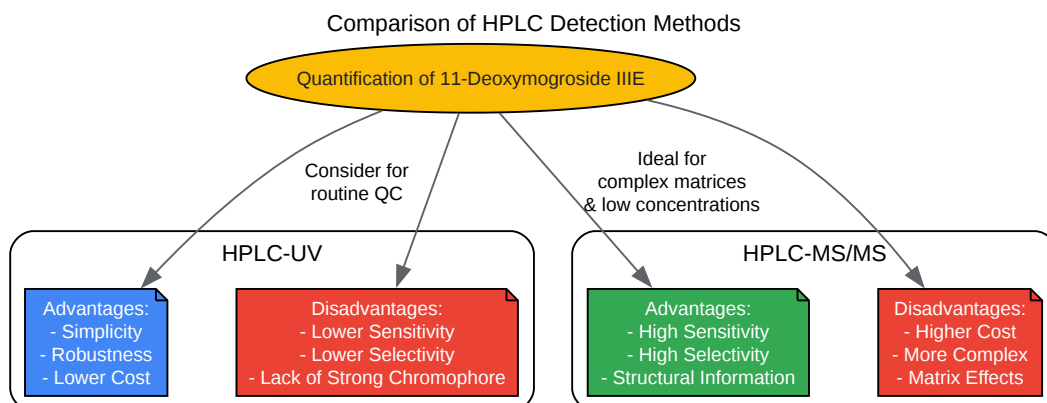 Comparison of HPLC Detection Methods
Quantification of 11-Deoxymogroside IIIE
Consider for
routine QC
Ideal for
complex matrices
& low concentrations
HPLC-UV
Advantages:
- Simplicity
- Robustness
- Lower Cost
Disadvantages:
- Lower Sensitivity
- Lower Selectivity
- Lack of Strong Chromophore
HPLC-MS/MS
Advantages:
- High Sensitivity
- High Selectivity
- Structural Information
Disadvantages:
- Higher Cost
- More Complex
- Matrix Effects